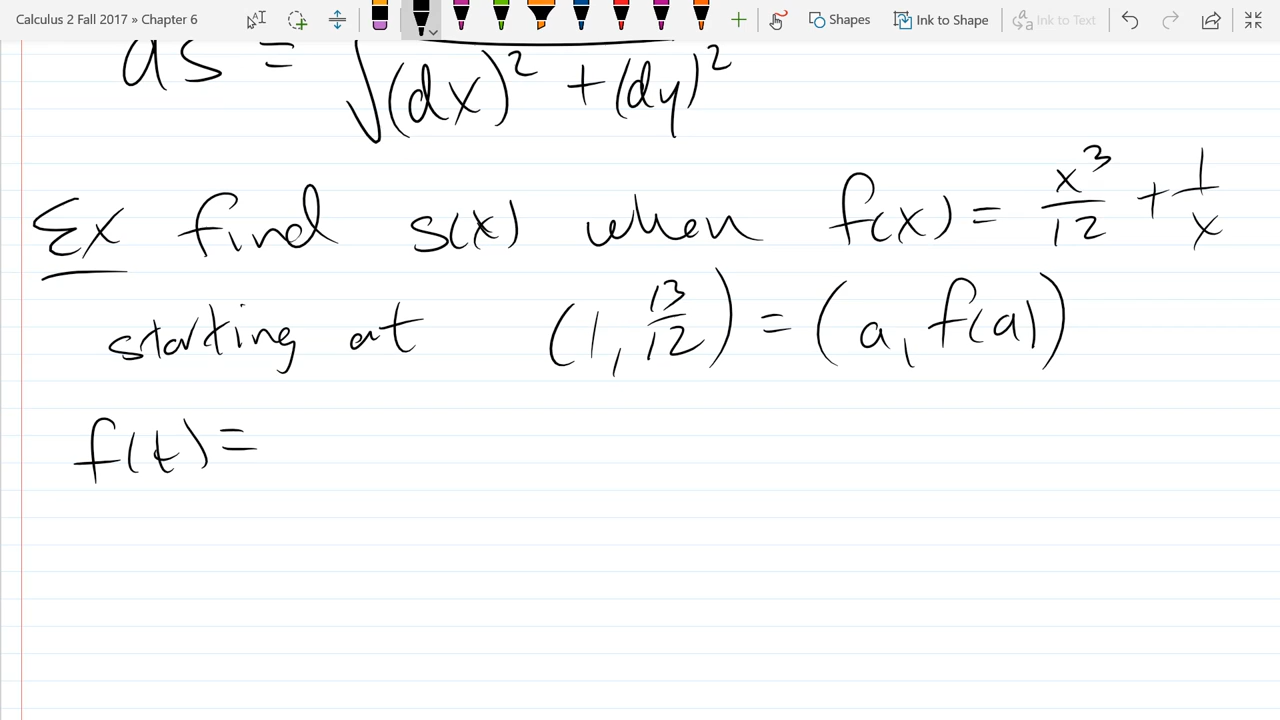 Calculus 2 Fall 2017 » Chapter 6 Shapes Ink to Shape Ink to Text
ds = √(dx)² + (dy)²
Ex find s(x) when f(x) = x³/12 + 1/x
starting at (1, 13/12) = (a, f(a))
f(t) =